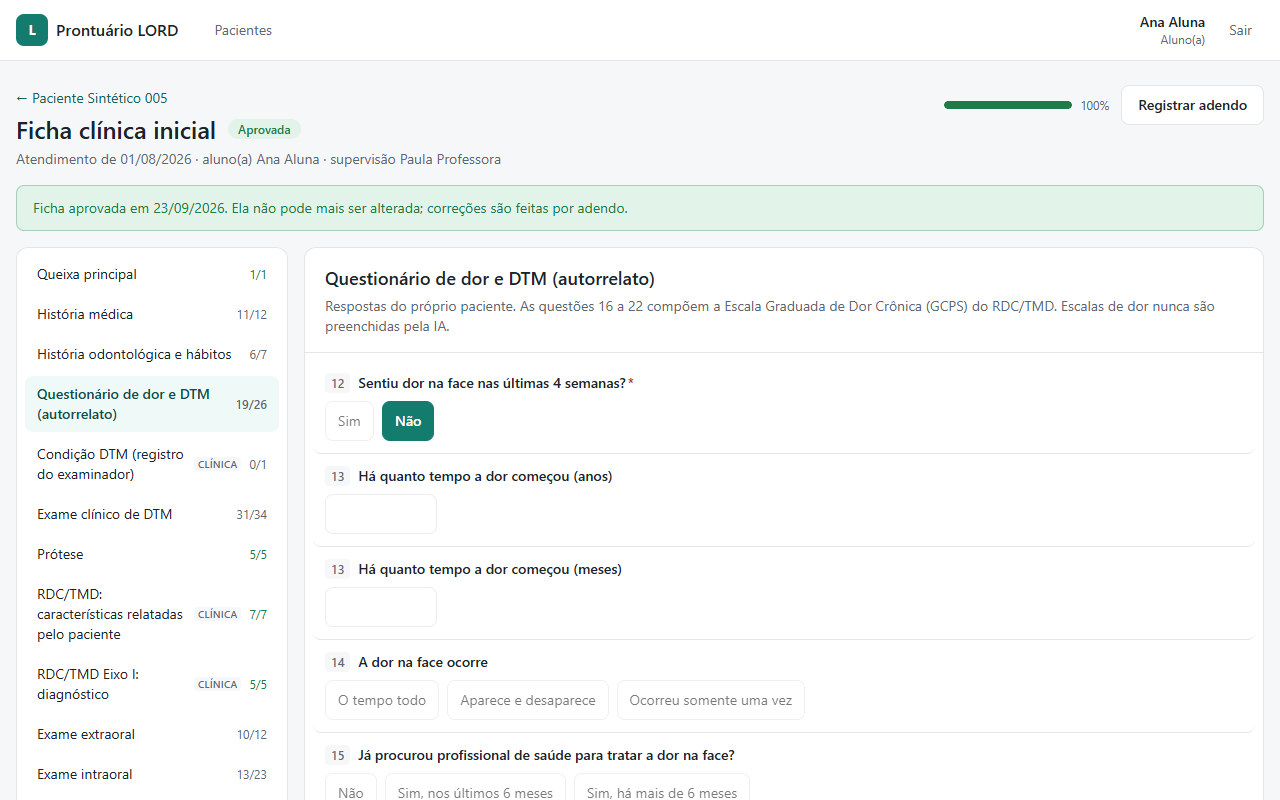 L Prontuário LORD Pacientes Ana Aluna Aluno(a) Sair
← Paciente Sintético 005
Ficha clínica inicial Aprovada
100% Registrar adendo
Atendimento de 01/08/2026 · aluno(a) Ana Aluna · supervisão Paula Professora
Ficha aprovada em 23/09/2026. Ela não pode mais ser alterada; correções são feitas por adendo.
Queixa principal 1/1
História médica 11/12
História odontológica e hábitos 6/7
Questionário de dor e DTM
(autorrelato) 19/26
Condição DTM (registro
do examinador) CLÍNICA 0/1
Exame clínico de DTM 31/34
Prótese 5/5
RDC/TMD:
características relatadas CLÍNICA 7/7
pelo paciente
RDC/TMD Eixo I:
diagnóstico CLÍNICA 5/5
Exame extraoral 10/12
Exame intraoral 13/23
Questionário de dor e DTM (autorrelato)
Respostas do próprio paciente. As questões 16 a 22 compõem a Escala Graduada de Dor Crônica (GCPS) do RDC/TMD. Escalas de dor nunca são
preenchidas pela IA.
12 Sentiu dor na face nas últimas 4 semanas?*
Sim Não
13 Há quanto tempo a dor começou (anos)
13 Há quanto tempo a dor começou (meses)
14 A dor na face ocorre
O tempo todo Aparece e desaparece Ocorreu somente uma vez
15 Já procurou profissional de saúde para tratar a dor na face?
Não Sim, nos últimos 6 meses Sim, há mais de 6 meses